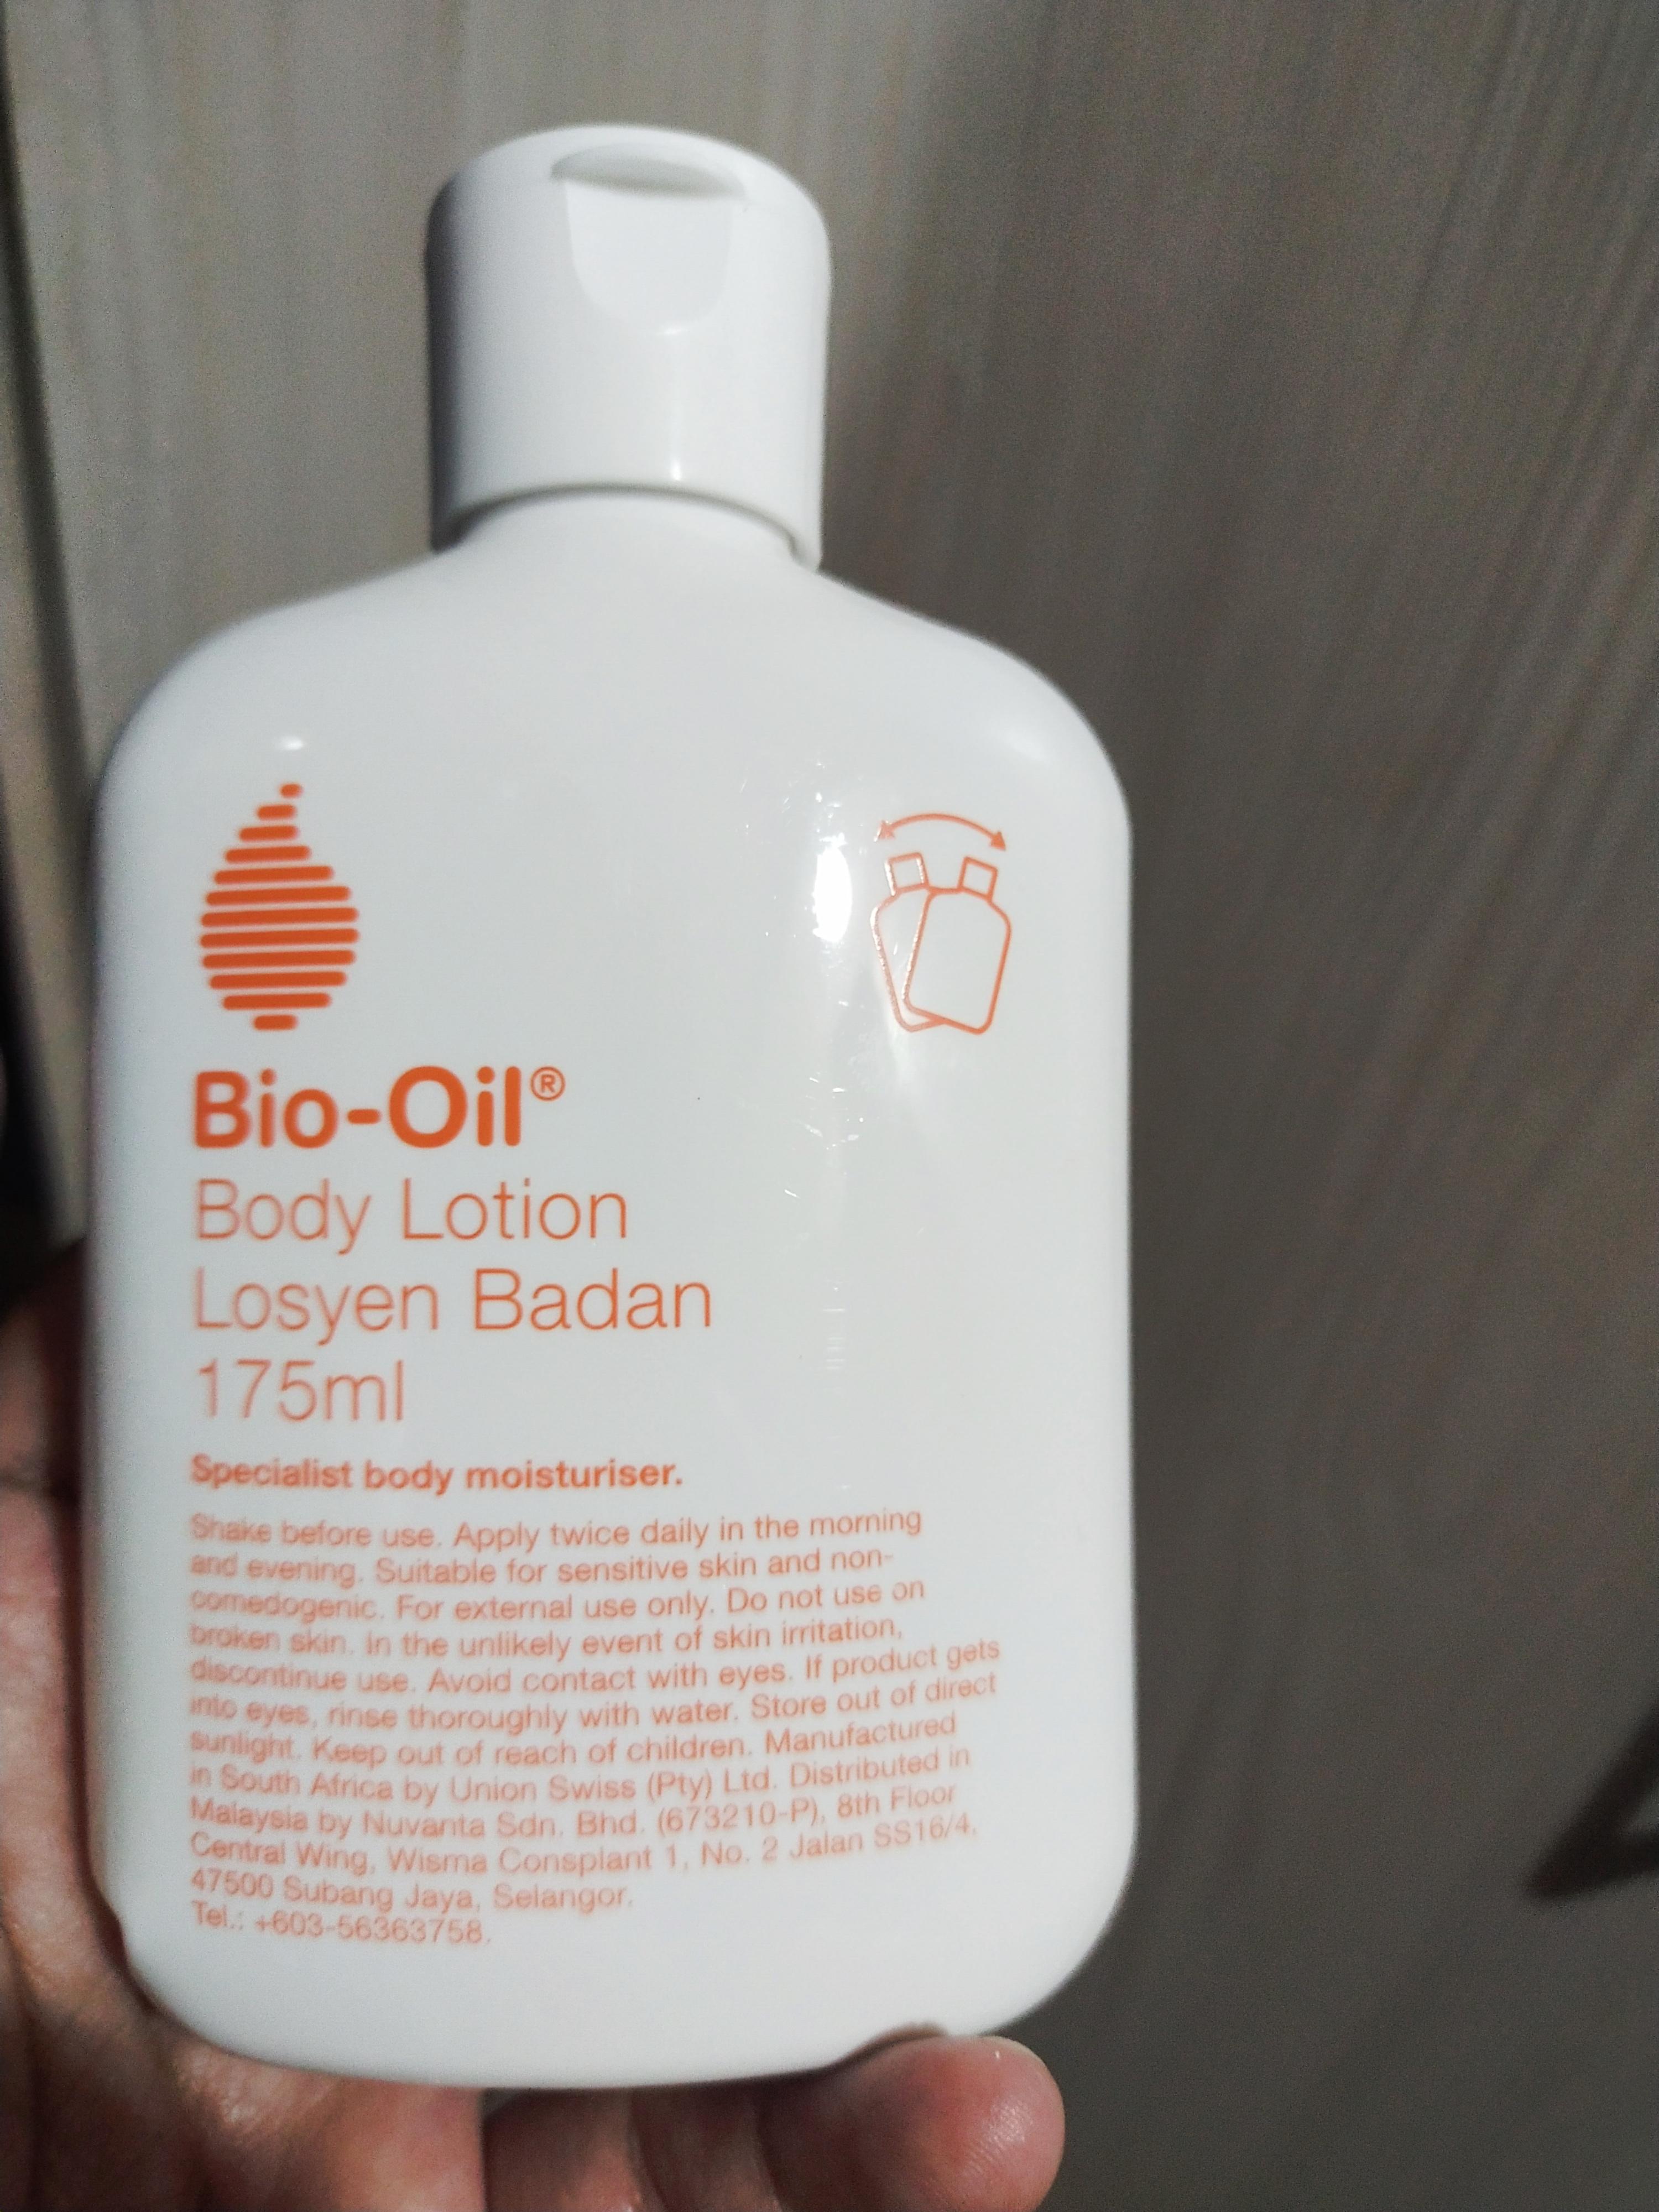 Bio-Oil®
Body Lotion
Losyen Badan
175ml
Specialist body moisturiser.
Shake before use. Apply twice daily in the morning
and evening. Suitable for sensitive skin and non-
comedogenic. For external use only. Do not use on
broken skin. In the unlikely event of skin irritation,
discontinue use. Avoid contact with eyes. If product gets
into eyes, rinse thoroughly with water. Store out of direct
sunlight. Keep out of reach of children. Manufactured
in South Africa by Union Swiss (Pty) Ltd. Distributed in
Malaysia by Nuvanta Sdn. Bhd. (673210-P), 8th Floor
Central Wing, Wisma Consplant 1, No. 2 Jalan SS16/4,
47500 Subang Jaya, Selangor.
Tel.: +603-56363758.